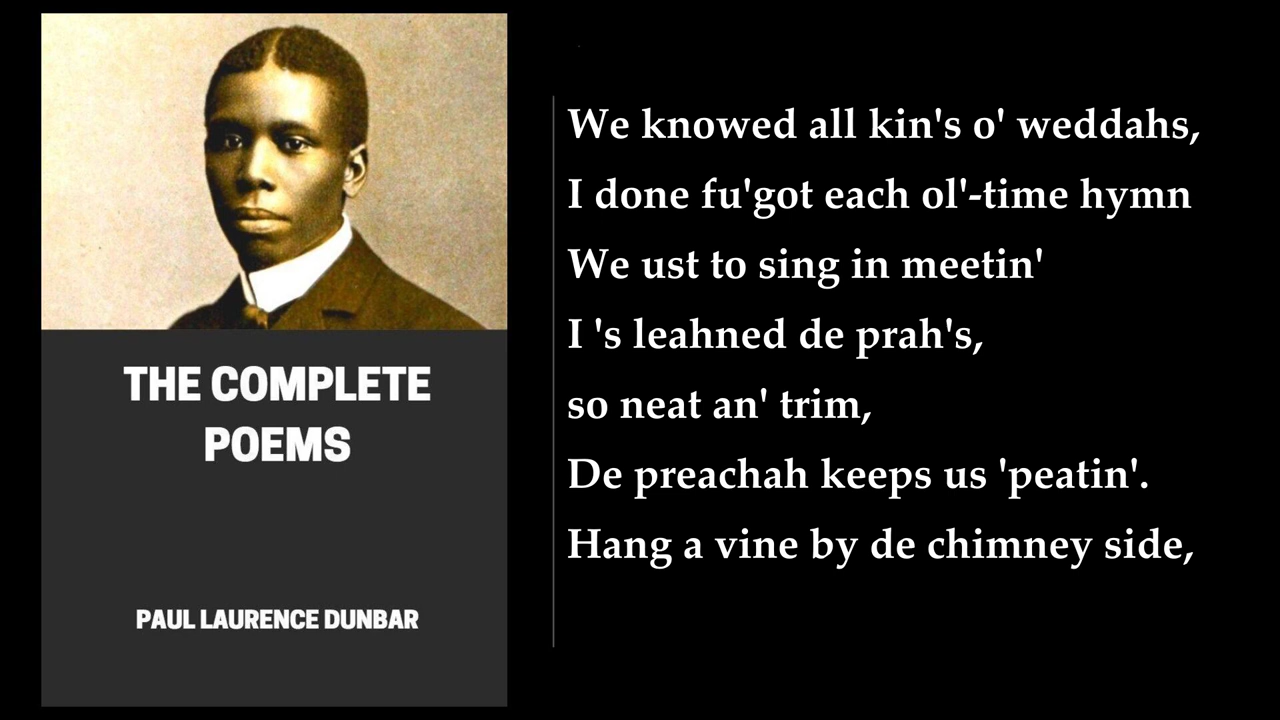 THE COMPLETE
POEMS
PAUL LAURENCE DUNBAR
We knowed all kin's o' weddahs,
I done fu'got each ol'-time hymn
We ust to sing in meetin'
I 's leahned de prah's,
so neat an' trim,
De preachah keeps us 'peatin'.
Hang a vine by de chimney side,